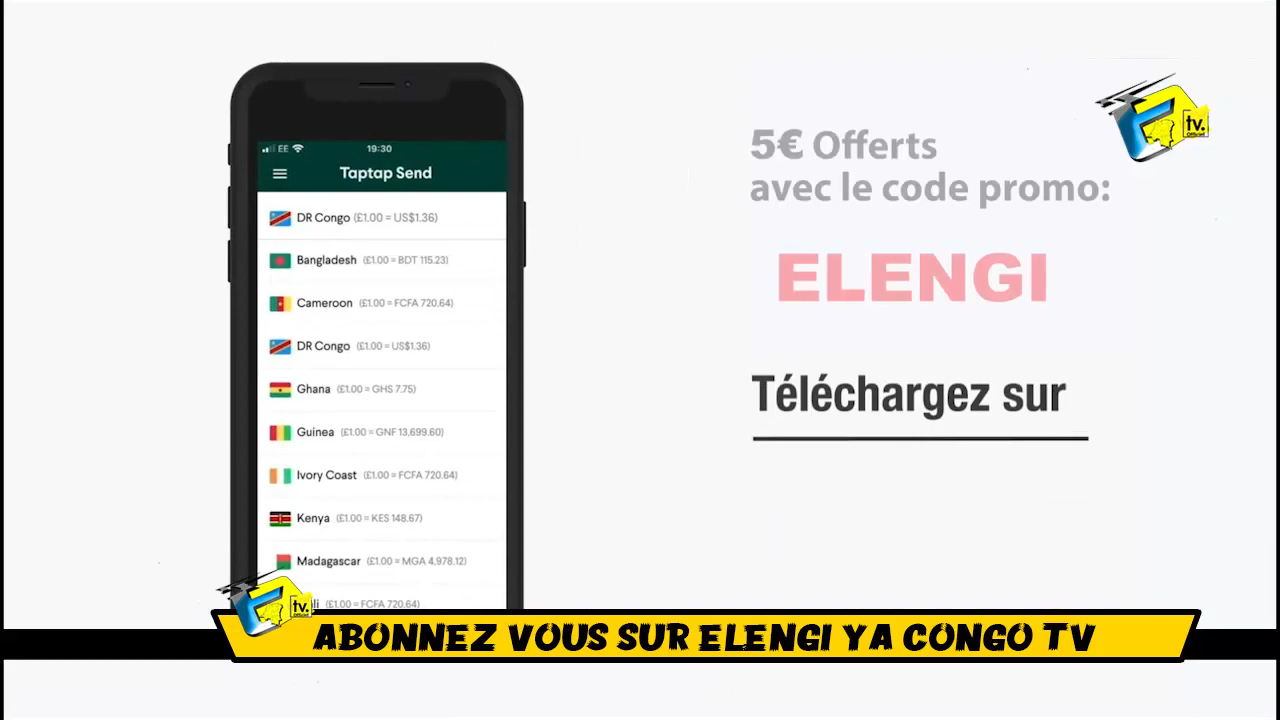 EE 19:30
Taptap Send
DR Congo (£1.00 = US$1.36)
Bangladesh (£1.00 = BDT 115.23)
Cameroon (£1.00 = FCFA 720.64)
DR Congo (£1.00 = US$1.36)
Ghana (£1.00 = GHS 7.75)
Guinea (£1.00 = GNF 13,699.60)
Ivory Coast (£1.00 = FCFA 720.64)
Kenya (£1.00 = KES 148.67)
Madagascar (£1.00 = MGA 4,978.12)
(£1.00 = FCFA 720.64)
5€ Offerts
avec le code promo:
ELENGI
Téléchargez sur
tv.
Officiel
tv.
Officiel
ABONNEZ VOUS SUR ELENGI YA CONGO TV